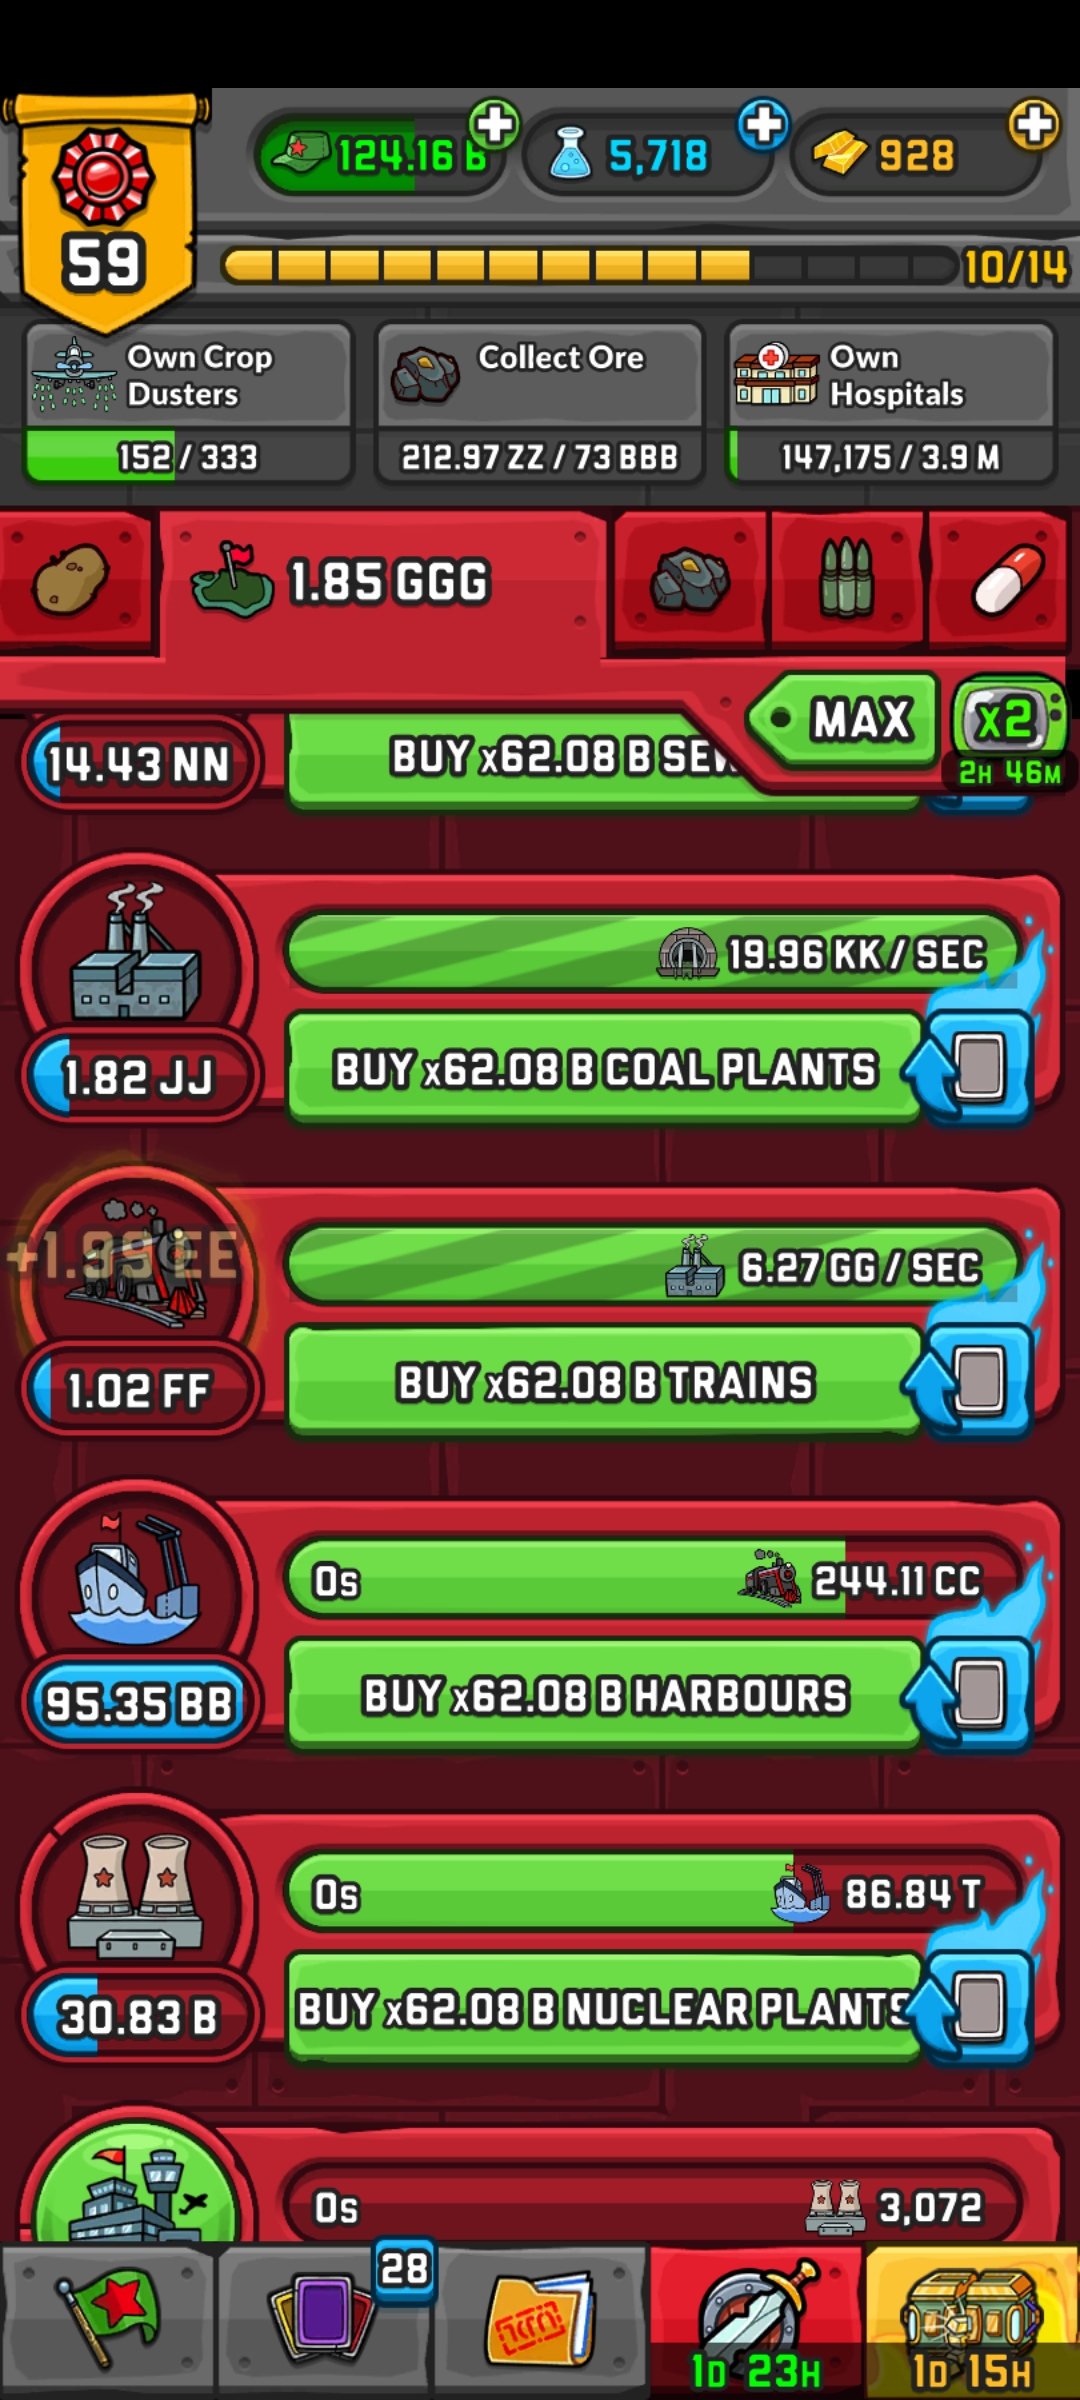 124.16 B
5,718
928
59
10/14
Own Crop
Dusters
152 / 333
Collect Ore
212.97 ZZ / 73 BBB
Own
Hospitals
147,175 / 3.9 M
1.85 GGG
MAX
x2
2H 46M
14.43 NN
BUY x62.08 B
19.96 KK / SEC
1.82 JJ
BUY x62.08 B COAL PLANTS
+1.99 EE
6.27 GG / SEC
1.02 FF
BUY x62.08 B TRAINS
0s
244.11 CC
95.35 BB
BUY x62.08 B HARBOURS
0s
86.84 T
30.83 B
BUY x62.08 B NUCLEAR PLANTS
0s
3,072
28
1D 23H
1D 15H